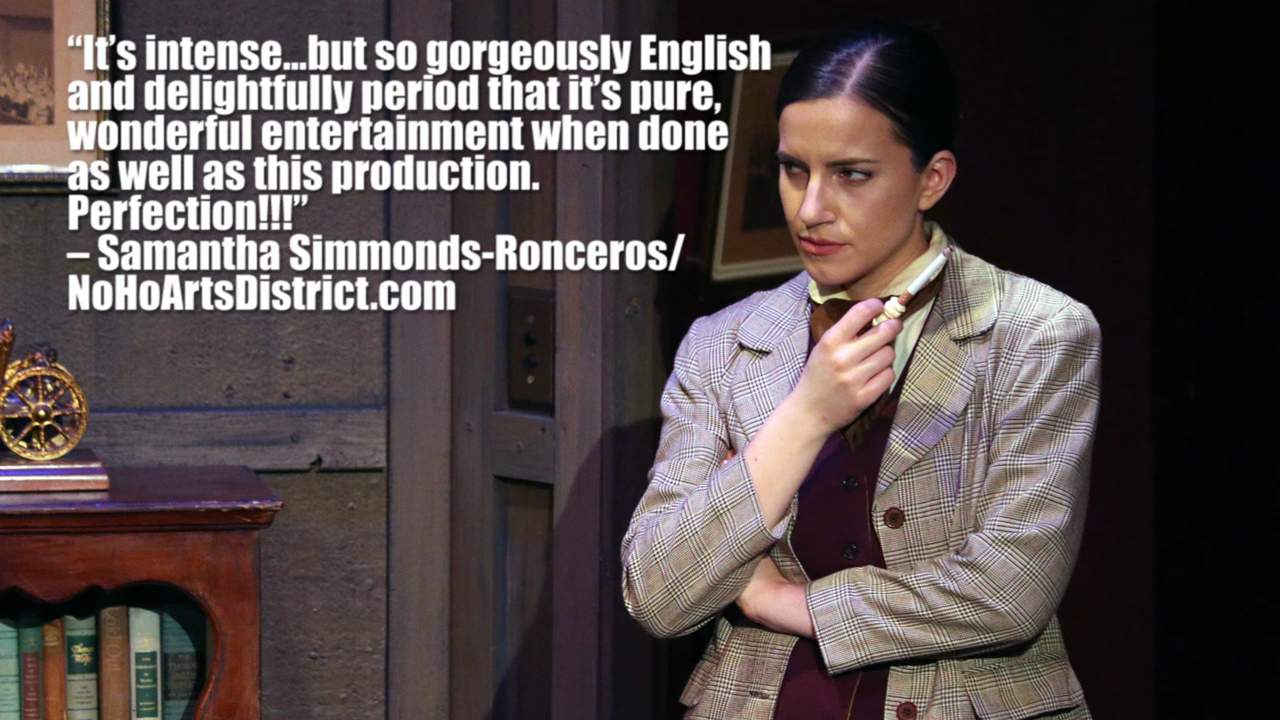 “It’s intense...but so gorgeously English
and delightfully period that it’s pure,
wonderful entertainment when done
as well as this production.
Perfection!!!”
– Samantha Simmonds-Ronceros/
NoHoArtsDistrict.com